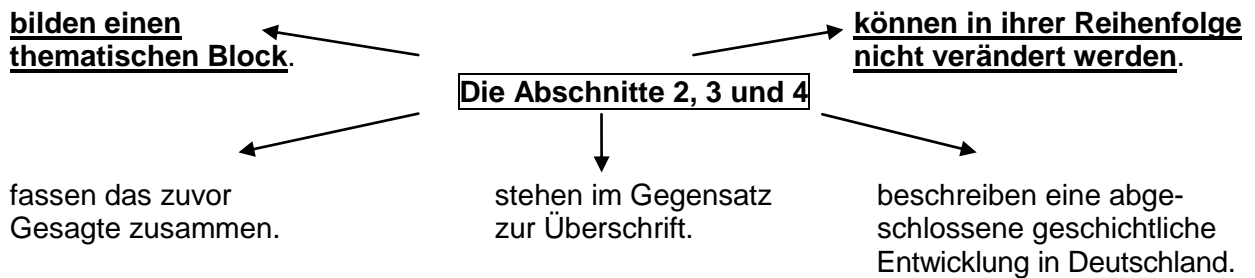 bilden einen
thematischen Block.
können in ihrer Reihenfolge
nicht verändert werden.
Die Abschnitte 2, 3 und 4
fassen das zuvor
Gesagte zusammen.
stehen im Gegensatz
zur Überschrift.
beschreiben eine abge-
schlossene geschichtliche
Entwicklung in Deutschland.